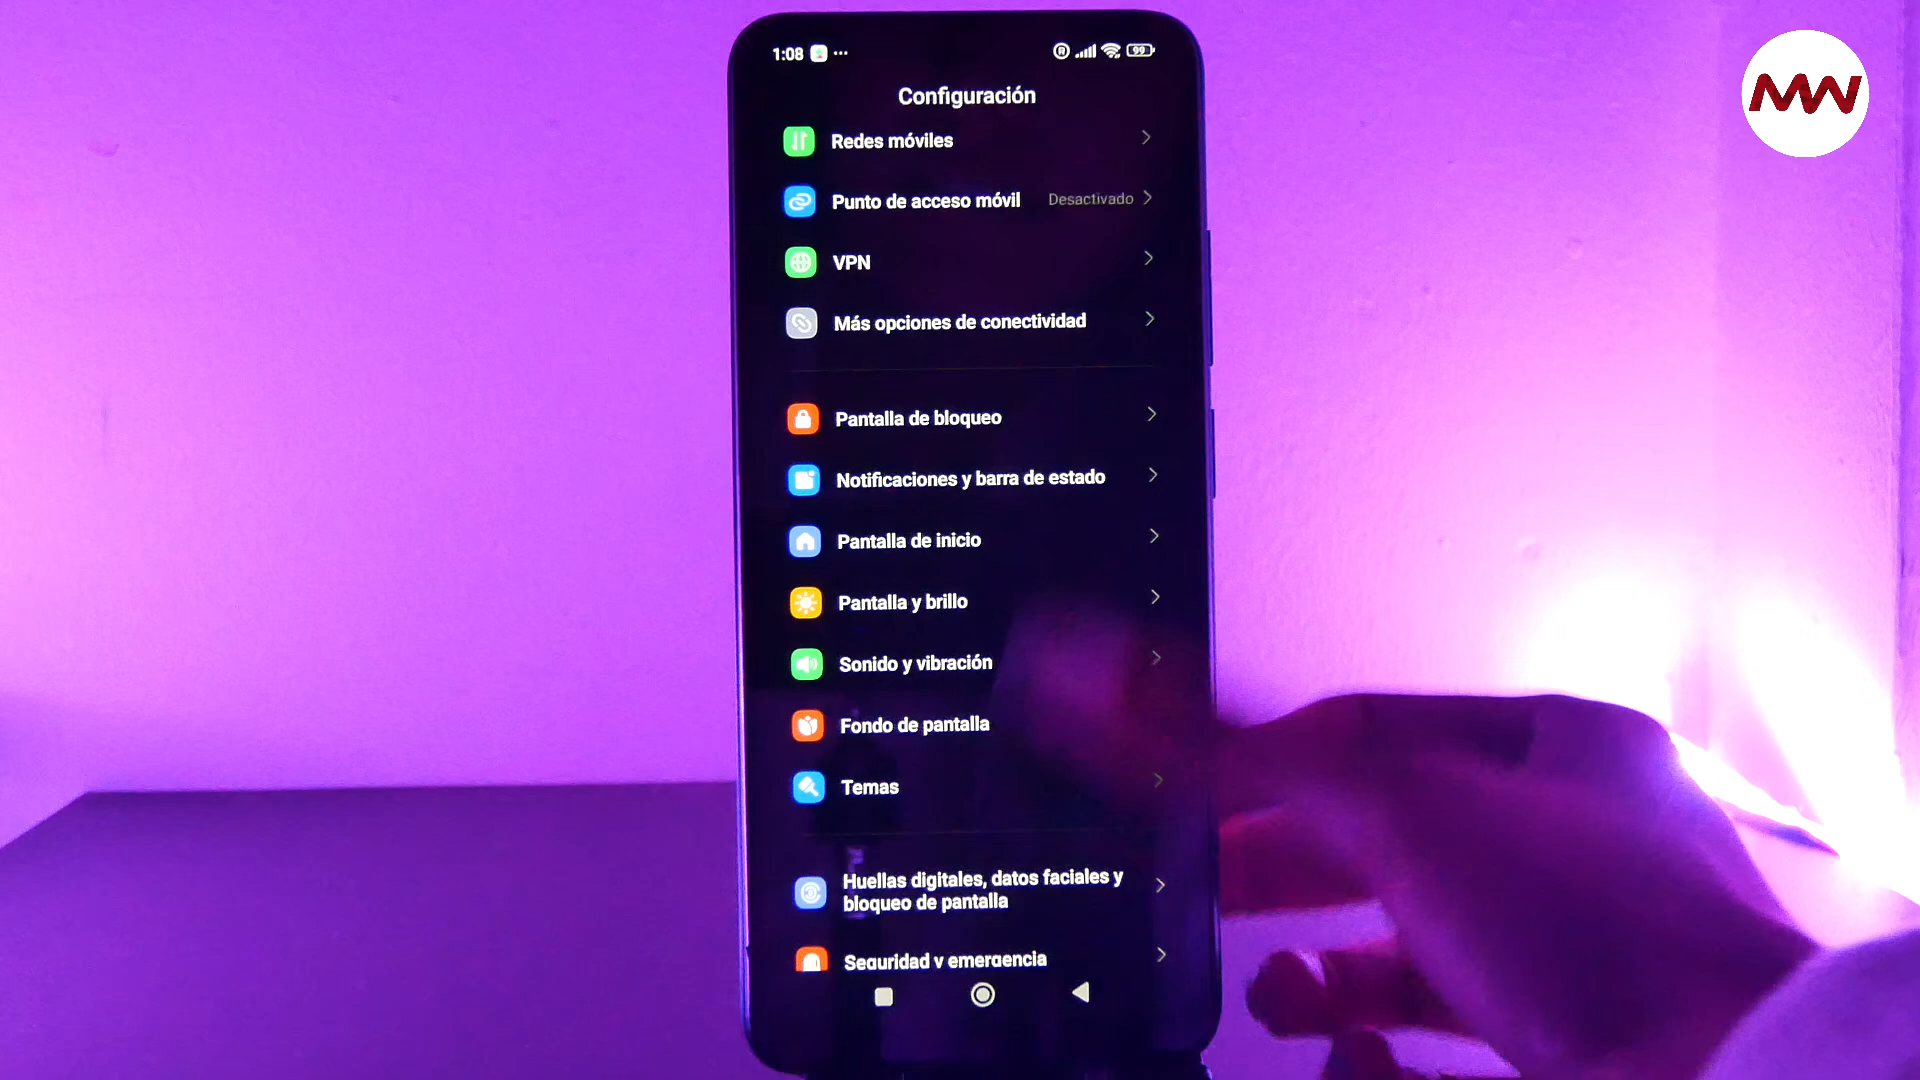 1:08
99
Configuración
Redes móviles
Punto de acceso móvil Desactivado
VPN
Más opciones de conectividad
Pantalla de bloqueo
Notificaciones y barra de estado
Pantalla de inicio
Pantalla y brillo
Sonido y vibración
Fondo de pantalla
Temas
Huellas digitales, datos faciales y
bloqueo de pantalla
Seguridad y emergencia
MW